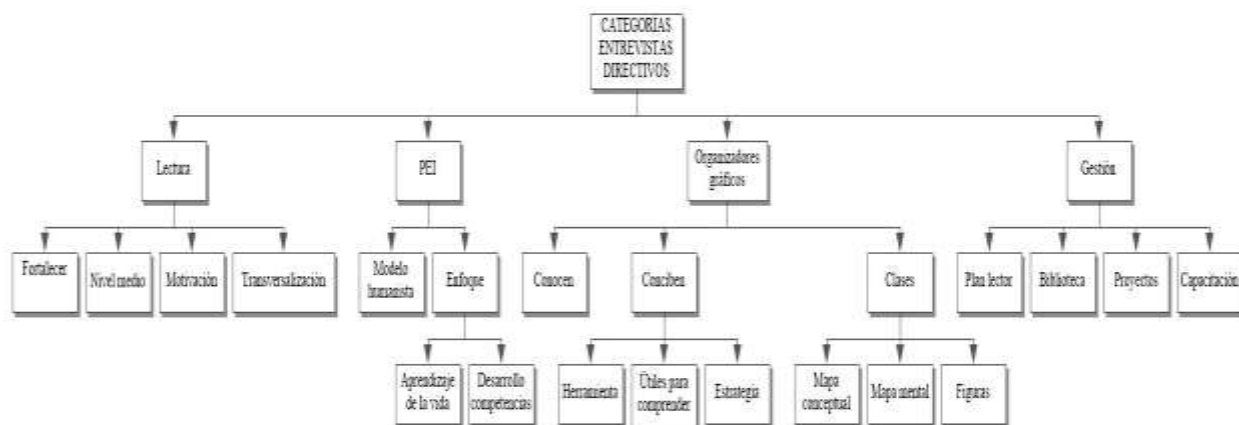 CATEGORIAS
ENTREVISTAS
DIRECTIVOS
Lectura
PEI
Organizadores
gráficos
Gestión
Fortalecer
Nivel medio
Motivación
Transversalización
Modelo
humanista
Enfoque
Conocen
Conciben
Clases
Plan lector
Biblioteca
Proyectos
Capacitación
Aprendizaje
de la vida
Desarrollo
competencias
Herramienta
Útiles para
comprender
Estrategia
Mapa
conceptual
Mapa mental
Figuras